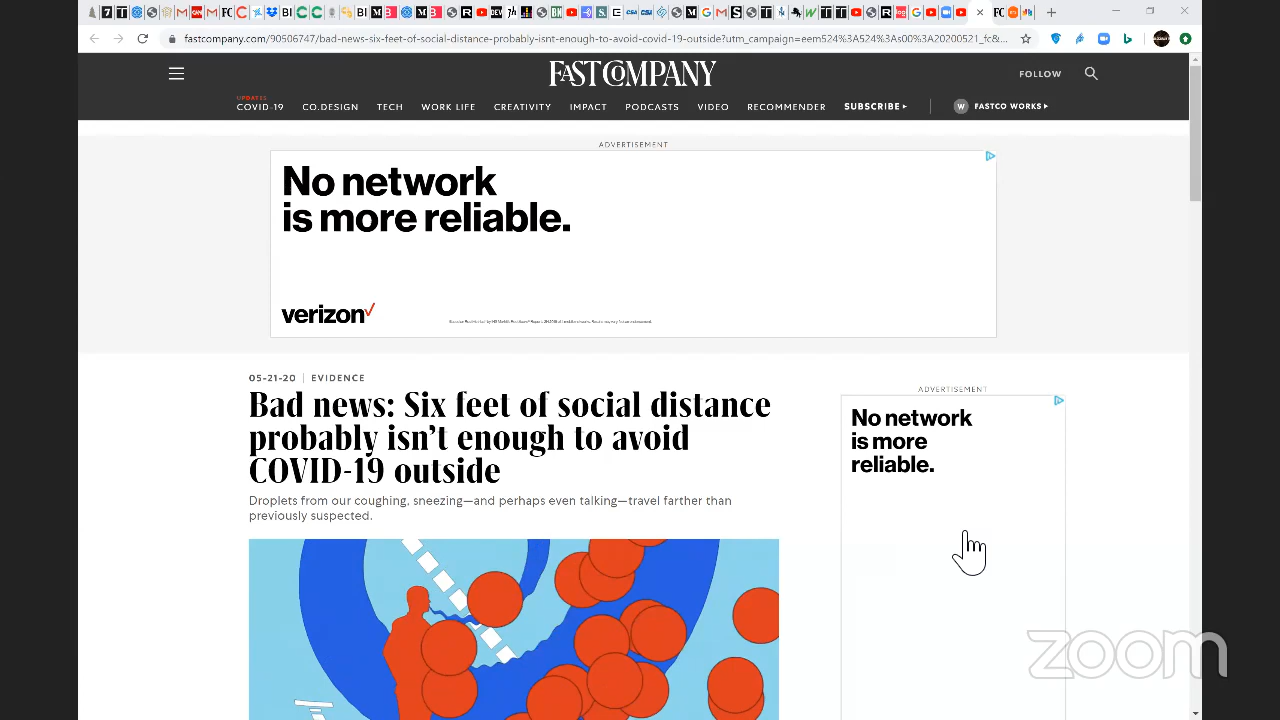 fastcompany.com/90506747/bad-news-six-feet-of-social-distance-probably-isnt-enough-to-avoid-covid-19-outside?utm_campaign=eem524%3A524%3As00%3A20200521_fc&...
FAST COMPANY
FOLLOW
UPDATES
COVID-19 CO.DESIGN TECH WORK LIFE CREATIVITY IMPACT PODCASTS VIDEO RECOMMENDER SUBSCRIBE W FASTCO WORKS
ADVERTISEMENT
No network
is more reliable.
verizon
05-21-20 | EVIDENCE
Bad news: Six feet of social distance
probably isn’t enough to avoid
COVID-19 outside
Droplets from our coughing, sneezing—and perhaps even talking—travel farther than
previously suspected.
ADVERTISEMENT
No network
is more
reliable.
zoom